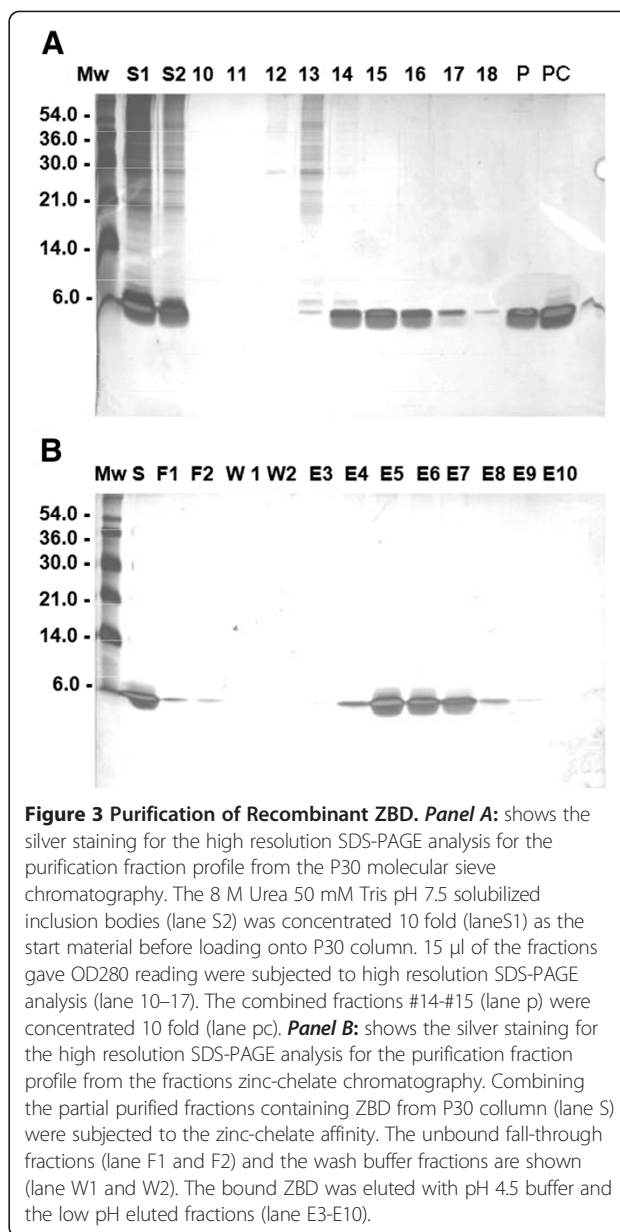 A
Mw S1 S2 10 11 12 13 14 15 16 17 18 P PC
54.0 -
36.0 -
30.0 -
21.0 -
14.0 -
6.0 -
B
Mw S F1 F2 W 1 W2 E3 E4 E5 E6 E7 E8 E9 E10
54.0 -
36.0 -
30.0 -
21.0 -
14.0 -
6.0 -
Figure 3 Purification of Recombinant ZBD. Panel A: shows the
silver staining for the high resolution SDS-PAGE analysis for the
purification fraction profile from the P30 molecular sieve
chromatography. The 8 M Urea 50 mM Tris pH 7.5 solubilized
inclusion bodies (lane S2) was concentrated 10 fold (laneS1) as the
start material before loading onto P30 column. 15 μl of the fractions
gave OD280 reading were subjected to high resolution SDS-PAGE
analysis (lane 10–17). The combined fractions #14-#15 (lane p) were
concentrated 10 fold (lane pc). Panel B: shows the silver staining for
the high resolution SDS-PAGE analysis for the purification fraction
profile from the fractions zinc-chelate chromatography. Combining
the partial purified fractions containing ZBD from P30 collumn (lane S)
were subjected to the zinc-chelate affinity. The unbound fall-through
fractions (lane F1 and F2) and the wash buffer fractions are shown
(lane W1 and W2). The bound ZBD was eluted with pH 4.5 buffer and
the low pH eluted fractions (lane E3-E10).